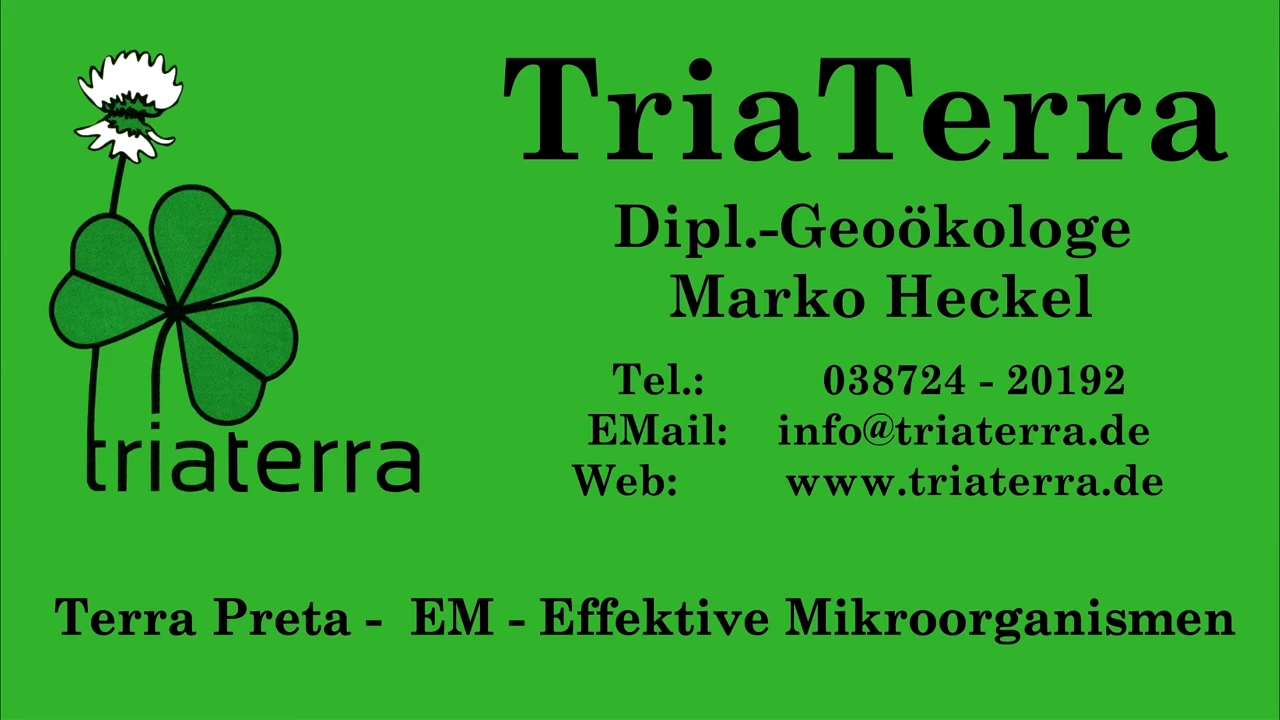 TriaTerra
Dipl.-Geoökologe
Marko Heckel
Tel.: 038724 - 20192
EMail: info@triaterra.de
Web: www.triaterra.de
triaterra
Terra Preta - EM - Effektive Mikroorganismen